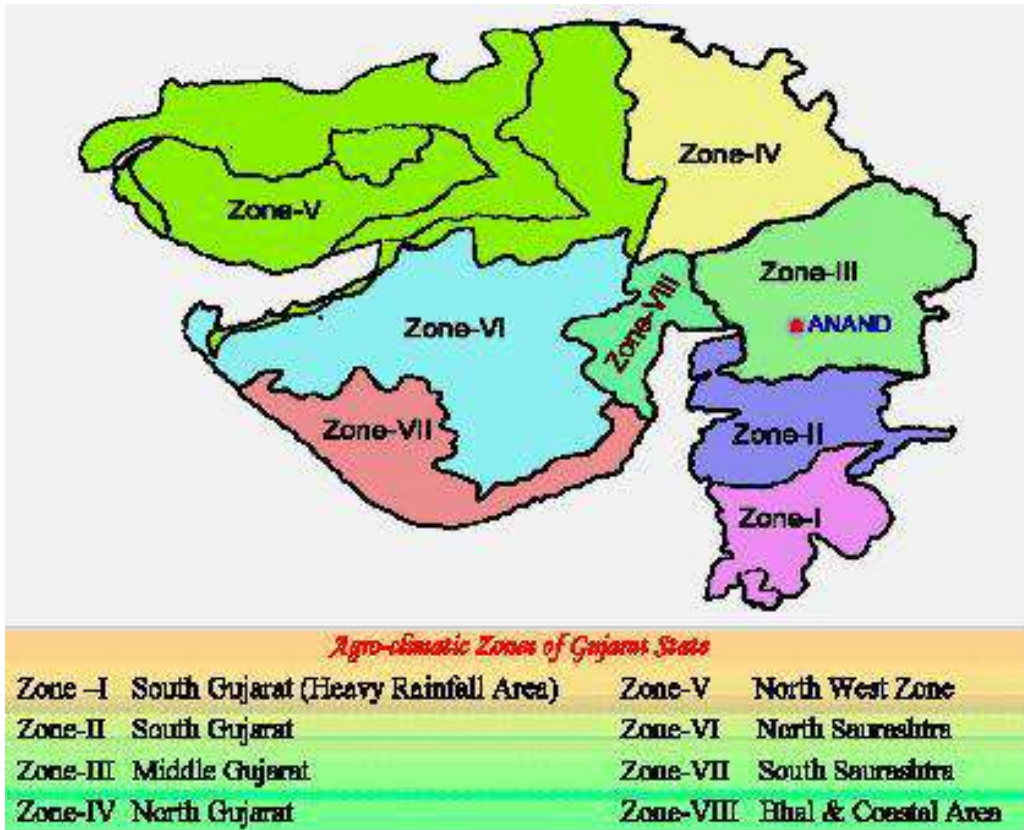 Zone-IV
Zone-V
Zone-III
Zone-VIII
Zone-VI
ANAND
Zone-VII
Zone-II
Zone-I
Agro-climatic Zones of Gujarat State
Zone –I South Gujarat (Heavy Rainfall Area) Zone-V North West Zone
Zone-II South Gujarat Zone-VI North Saurashtra
Zone-III Middle Gujarat Zone-VII South Saurashtra
Zone-IV North Gujarat Zone-VIII Bhal & Coastal Area